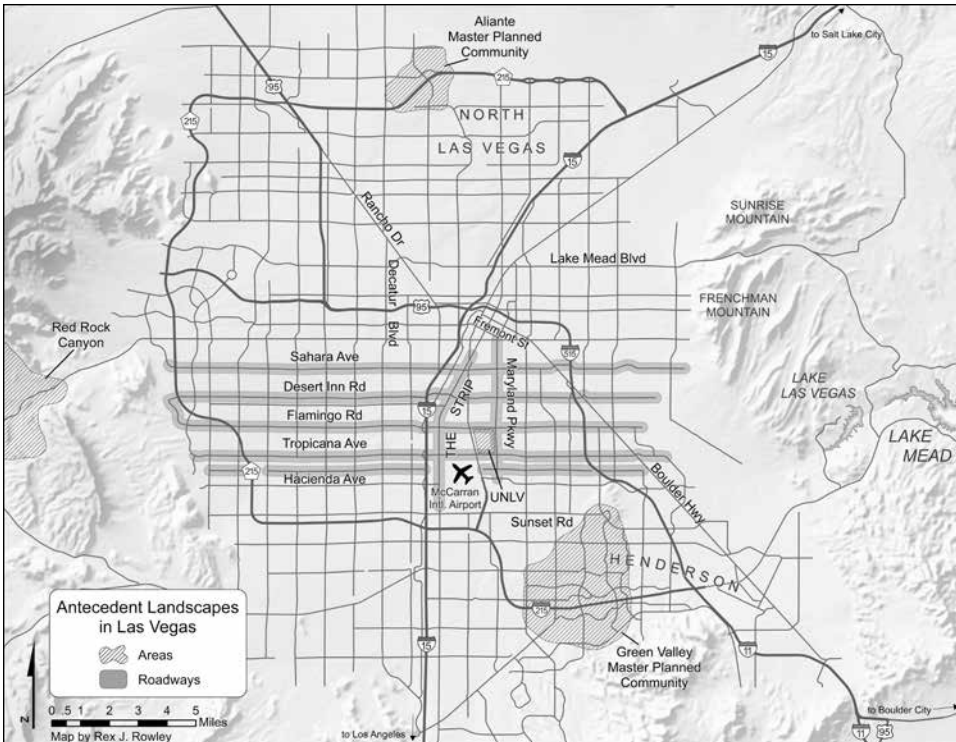 Aliante
Master Planned
Community
to Salt Lake City
15
95
215
NORTH
215
LAS VEGAS
15
Rancho Dr
SUNRISE
MOUNTAIN
Decatur Blvd
Lake Mead Blvd
FRENCHMAN
MOUNTAIN
95
Fremont St
Red Rock
Canyon
Sahara Ave
515
Maryland Pkwy
LAKE
LAS VEGAS
Desert Inn Rd
15
THE STRIP
Flamingo Rd
LAKE
MEAD
Tropicana Ave
215
Hacienda Ave
McCarran
Intl. Airport
UNLV
Boulder Hwy
Sunset Rd
HENDERSON
Antecedent Landscapes
in Las Vegas
Areas
Roadways
215
15
Green Valley
Master Planned
Community
11
0 .5 1 2 3 4 5
Miles
Map by Rex J. Rowley
N
to Los Angeles
to Boulder City
11
95